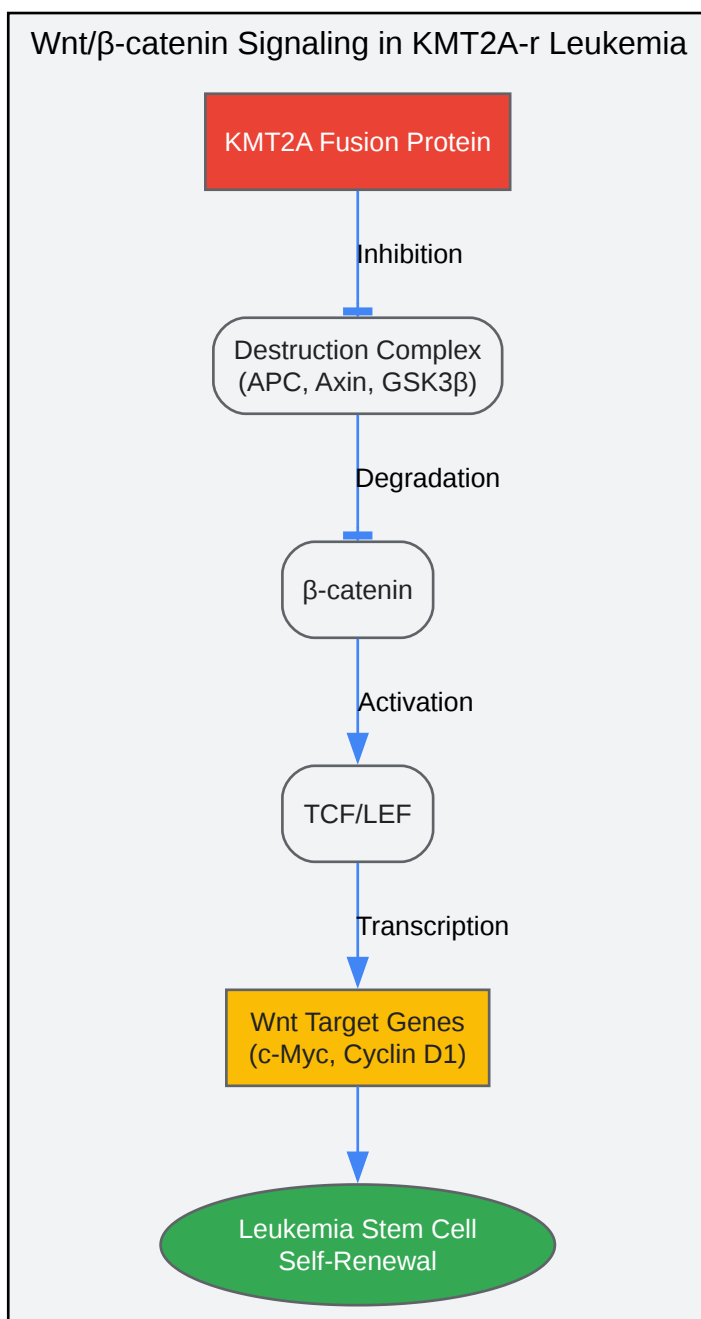 Wnt/β-catenin Signaling in KMT2A-r Leukemia
KMT2A Fusion Protein
Inhibition
Destruction Complex
(APC, Axin, GSK3β)
Degradation
β-catenin
Activation
TCF/LEF
Transcription
Wnt Target Genes
(c-Myc, Cyclin D1)
Leukemia Stem Cell
Self-Renewal